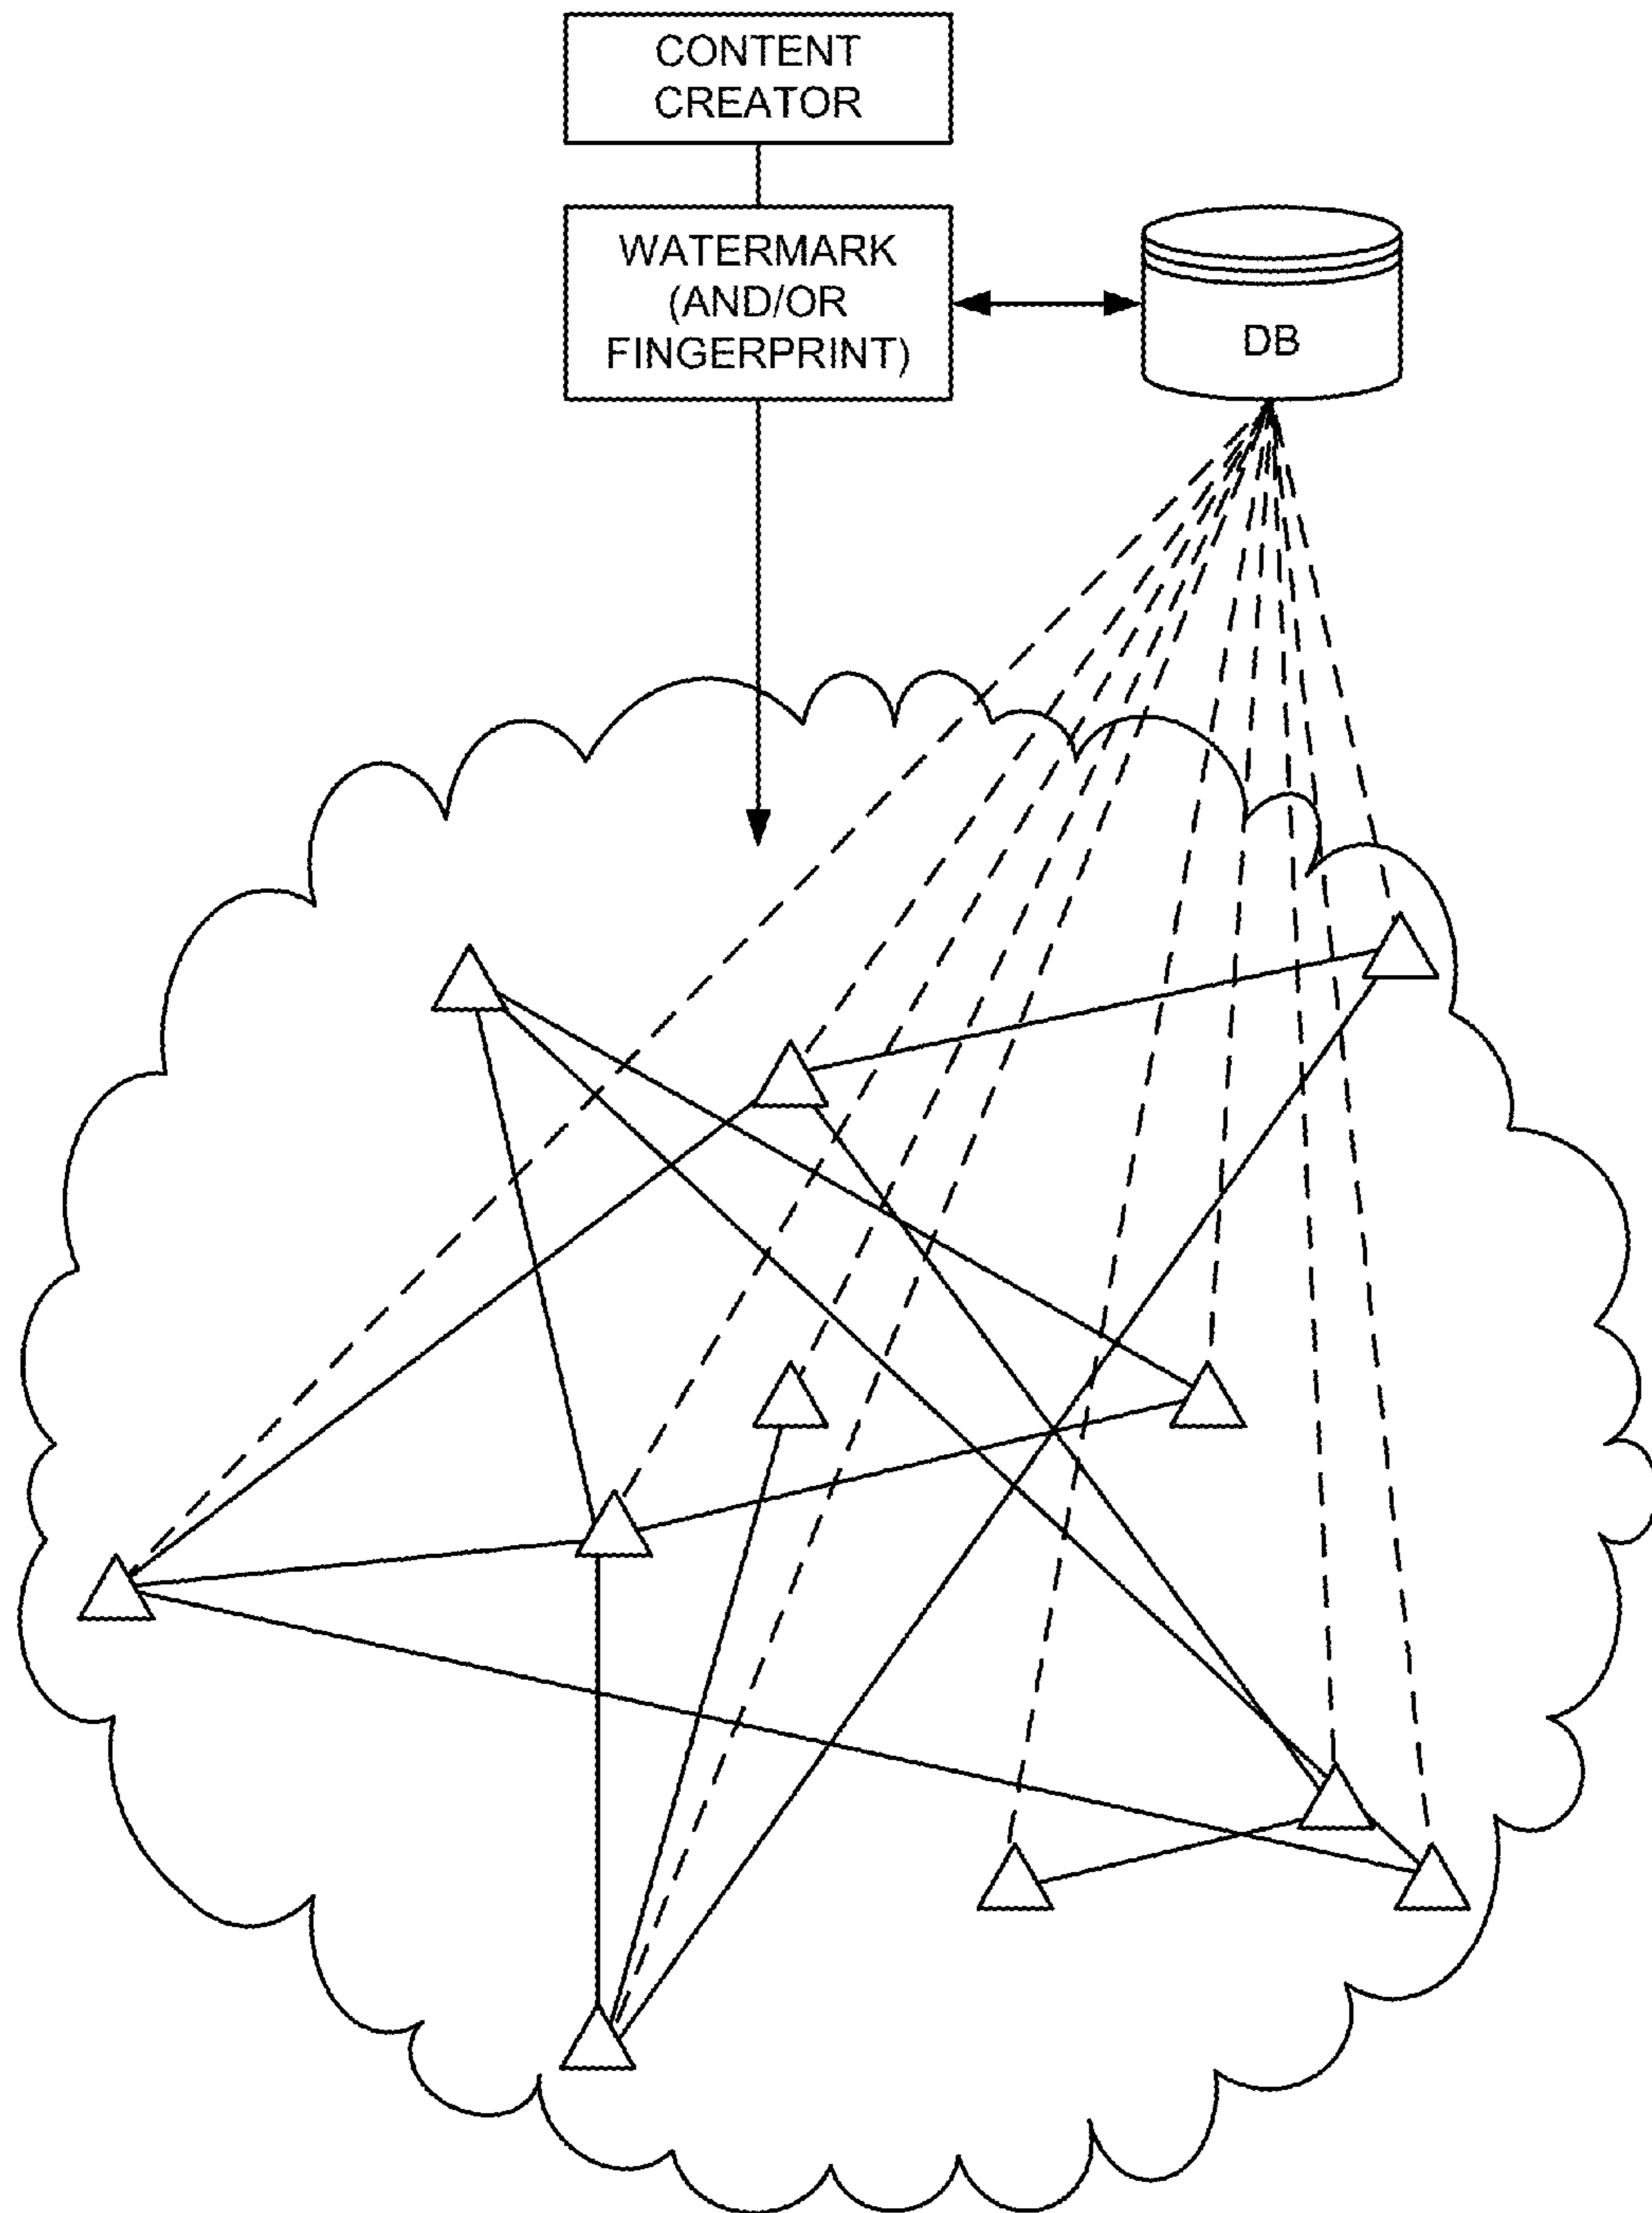 CONTENT
CREATOR
WATERMARK
(AND/OR
FINGERPRINT)
DB